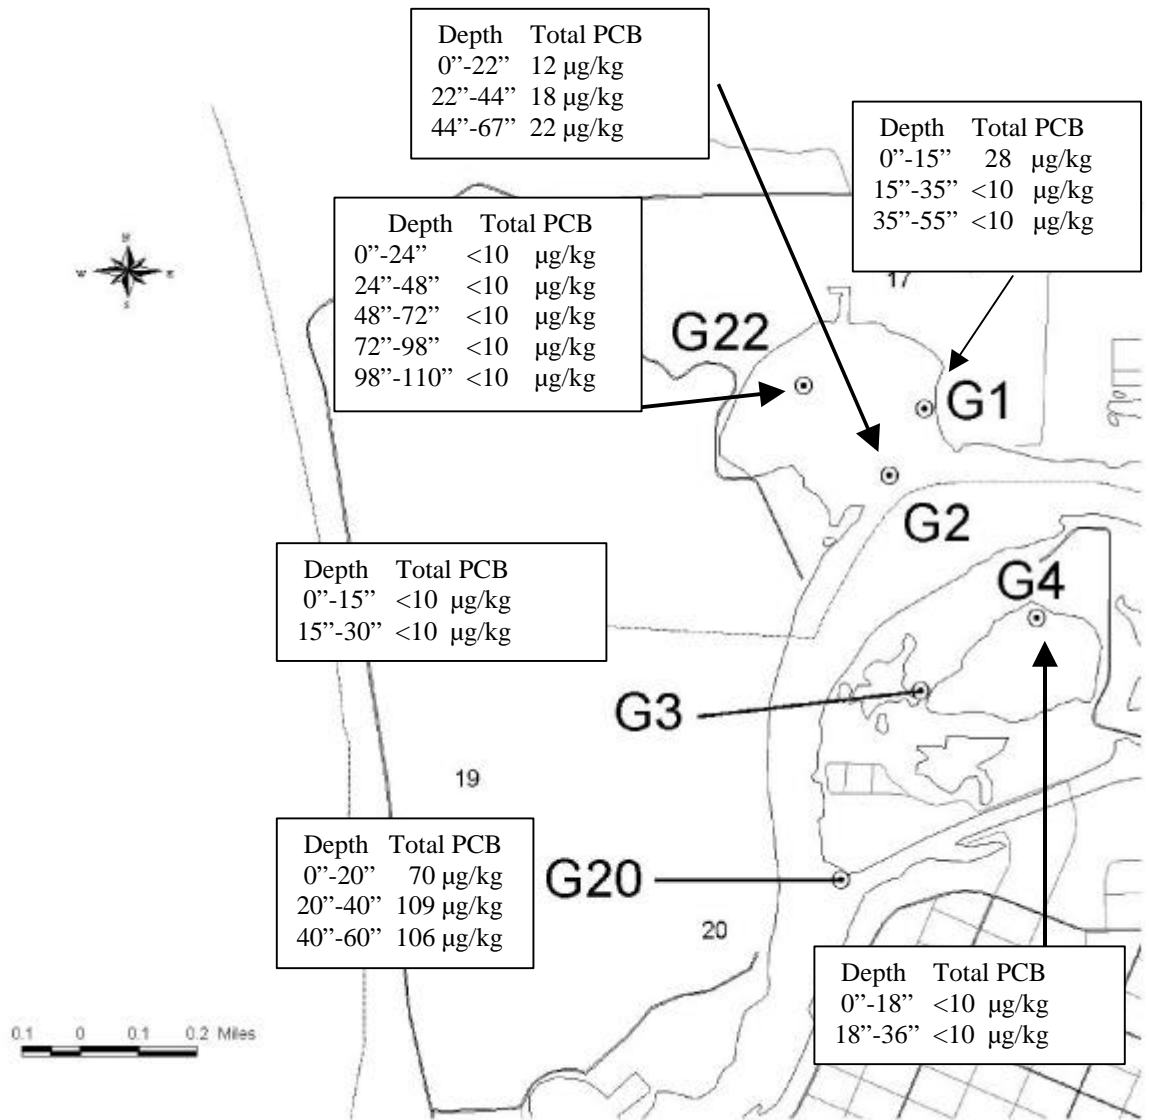 Depth Total PCB
0”-22” 12 µg/kg
22”-44” 18 µg/kg
44”-67” 22 µg/kg
Depth Total PCB
0”-15” 28 µg/kg
15”-35” <10 µg/kg
35”-55” <10 µg/kg
Depth Total PCB
0”-24” <10 µg/kg
24”-48” <10 µg/kg
48”-72” <10 µg/kg
72”-98” <10 µg/kg
98”-110” <10 µg/kg
N
W E
S
17
G22
G1
G2
Depth Total PCB
0”-15” <10 µg/kg
15”-30” <10 µg/kg
G4
G3
19
Depth Total PCB
0”-20” 70 µg/kg
20”-40” 109 µg/kg
40”-60” 106 µg/kg
G20
20
Depth Total PCB
0”-18” <10 µg/kg
18”-36” <10 µg/kg
0.1 0 0.1 0.2 Miles